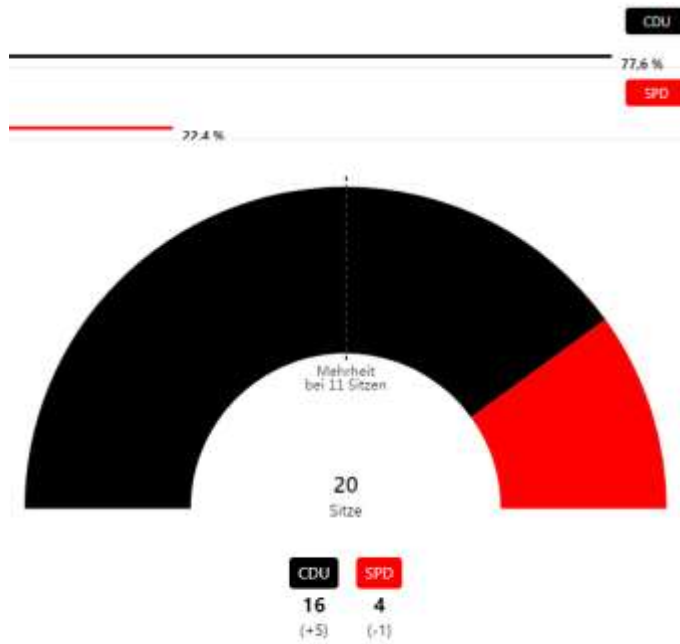 CDU
77,6 %
SPD
22,4 %
Mehrheit
bei 11 Sitzen
20
Sitze
CDU SPD
16 4
(+5) (-1)